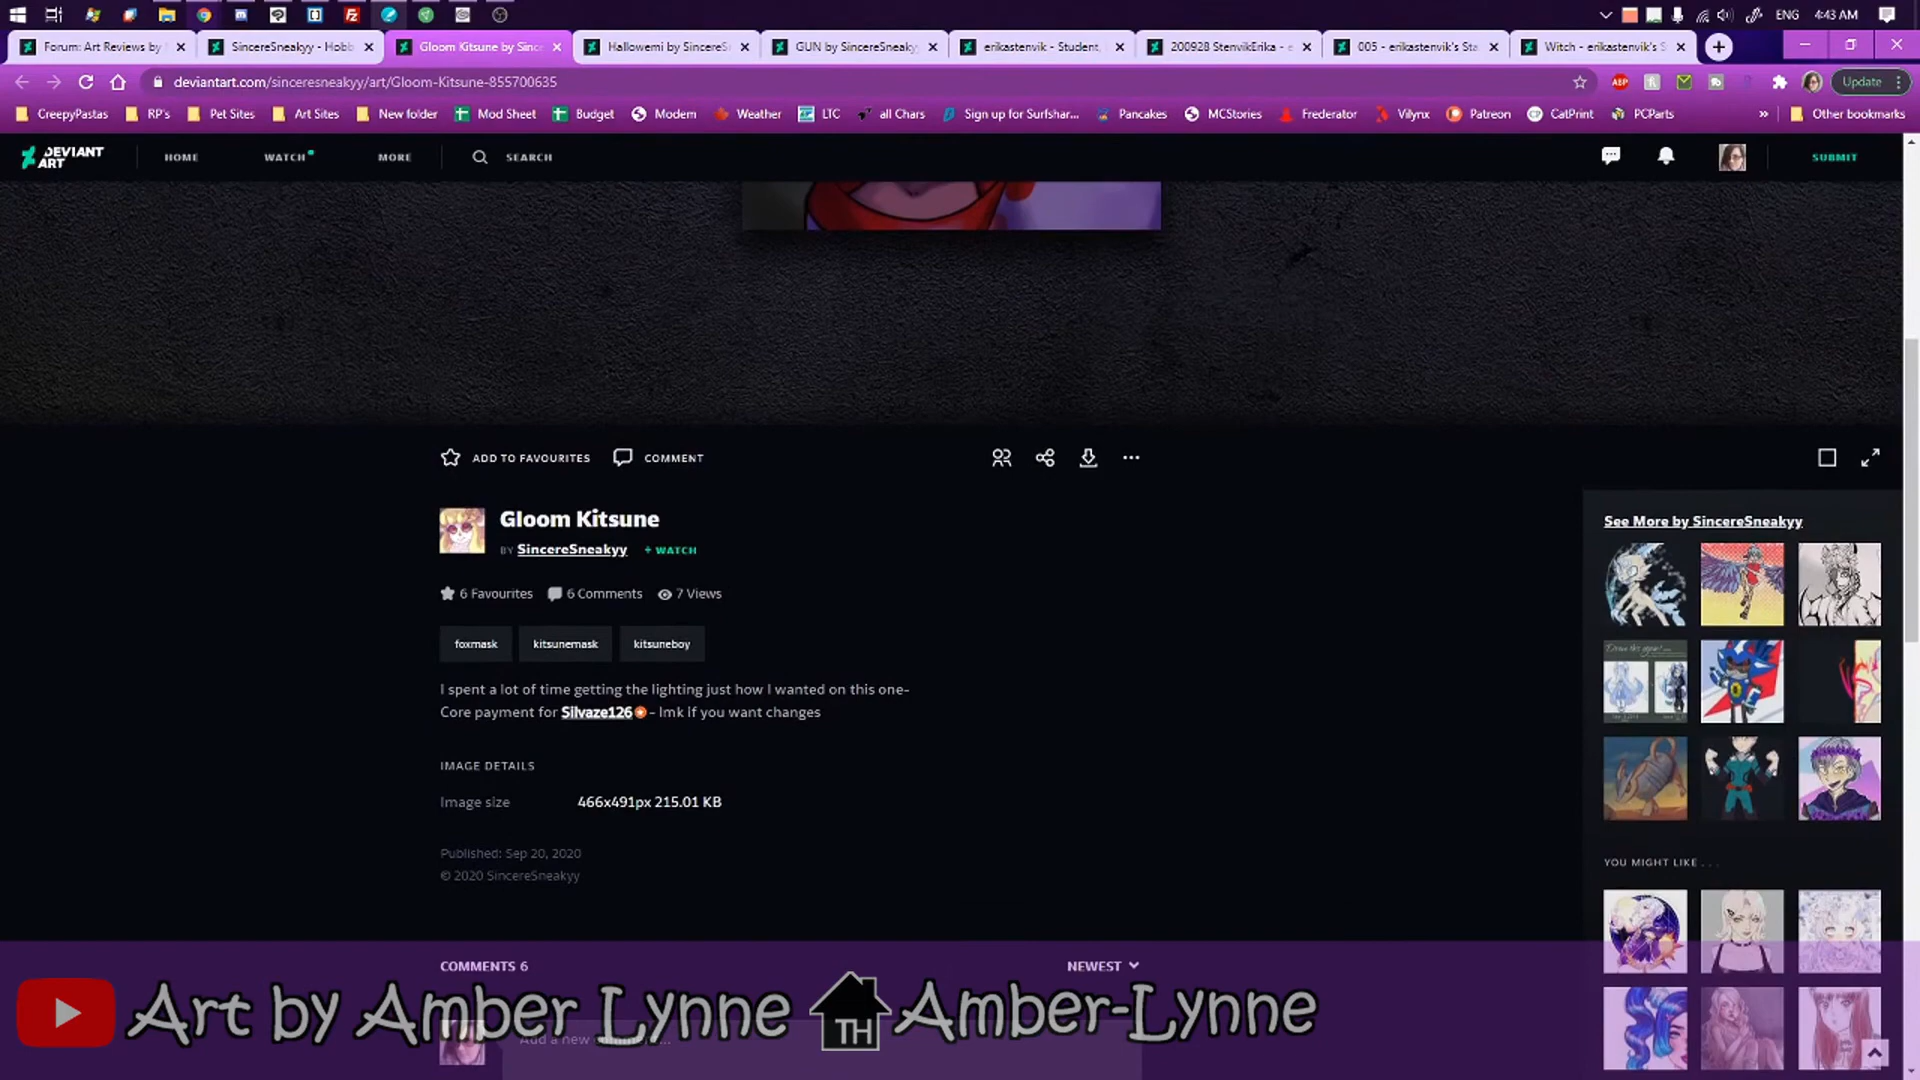 ENG 4:43 AM
Forum: Art Reviews by
SincereSneakyy - Hobb
Gloom Kitsune by Since
Hallowemi by SincereS
GUN by SincereSneaky
erikastenvik - Student,
200928 StenvikErika - e
005 - erikastenvik's Sta
Witch - erikastenvik's S
deviantart.com/sinceresneakyy/art/Gloom-Kitsune-855700635
ABP
Update
CreepyPastas
RP's
Pet Sites
Art Sites
New folder
Mod Sheet
Budget
Modem
Weather
LTC
all Chars
Sign up for Surfshar...
Pancakes
MCStories
Frederator
Vilynx
Patreon
CatPrint
PCParts
»
Other bookmarks
DEVIANT ART
HOME
WATCH
MORE
SEARCH
SUBMIT
ADD TO FAVOURITES
COMMENT
Gloom Kitsune
BY SincereSneakyy + WATCH
6 Favourites 6 Comments 7 Views
foxmask kitsunemask kitsuneboy
I spent a lot of time getting the lighting just how I wanted on this one-
Core payment for Silvaze126 - lmk if you want changes
IMAGE DETAILS
Image size 466x491px 215.01 KB
Published: Sep 20, 2020
© 2020 SincereSneakyy
See More by SincereSneakyy
YOU MIGHT LIKE . . .
COMMENTS 6
NEWEST
Art by Amber Lynne TH Amber-Lynne
Add a new